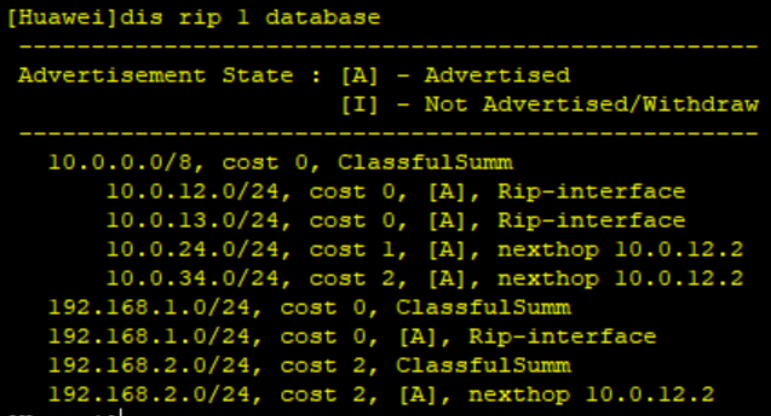 [Huawei]dis rip 1 database
---------------------------------------------------
Advertisement State : [A] - Advertised
[I] - Not Advertised/Withdraw
---------------------------------------------------
10.0.0.0/8, cost 0, ClassfulSumm
10.0.12.0/24, cost 0, [A], Rip-interface
10.0.13.0/24, cost 0, [A], Rip-interface
10.0.24.0/24, cost 1, [A], nexthop 10.0.12.2
10.0.34.0/24, cost 2, [A], nexthop 10.0.12.2
192.168.1.0/24, cost 0, ClassfulSumm
192.168.1.0/24, cost 0, [A], Rip-interface
192.168.2.0/24, cost 2, ClassfulSumm
192.168.2.0/24, cost 2, [A], nexthop 10.0.12.2